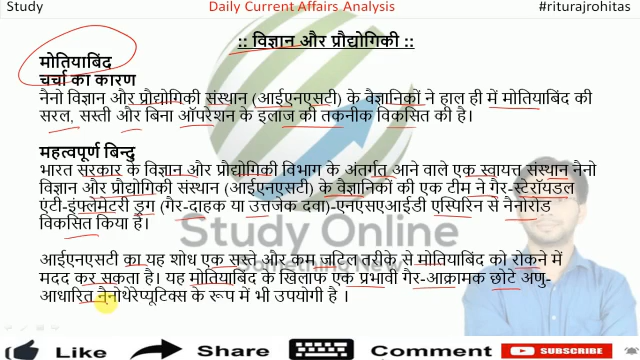 Study Daily Current Affairs Analysis #riturajrohitas
:: विज्ञान और प्रौद्योगिकी ::
मोतियाबिंद
चर्चा का कारण
नैनो विज्ञान और प्रौद्योगिकी संस्थान (आईएनएसटी) के वैज्ञानिकों ने हाल ही में मोतियाबिंद की
सरल, सस्ती और बिना ऑपरेशन के इलाज की तकनीक विकसित की है।
महत्वपूर्ण बिन्दु
भारत सरकार के विज्ञान और प्रौद्योगिकी विभाग के अंतर्गत आने वाले एक स्वायत्त संस्थान नैनो
विज्ञान और प्रौद्योगिकी संस्थान (आईएनएसटी) के वैज्ञानिकों की एक टीम ने गैर-स्टेरॉयडल
एंटी-इंफ्लेमेटरी ड्रग (गैर-दाहक या उत्तजेक दवा)-एनएसएआईडी एस्पिरिन से नैनोरोड
विकसित किया है।
आईएनएसटी का यह शोध एक सस्ते और कम जटिल तरीके से मोतियाबिंद को रोकने में
मदद कर सकता है। यह मोतियाबिंद के खिलाफ एक प्रभावी गैर-आक्रामक छोटे अणु-
आधारित नैनोथेरेप्यूटिक्स के रूप में भी उपयोगी है ।
Study Online
Something New
Like Share Comment SUBSCRIBE